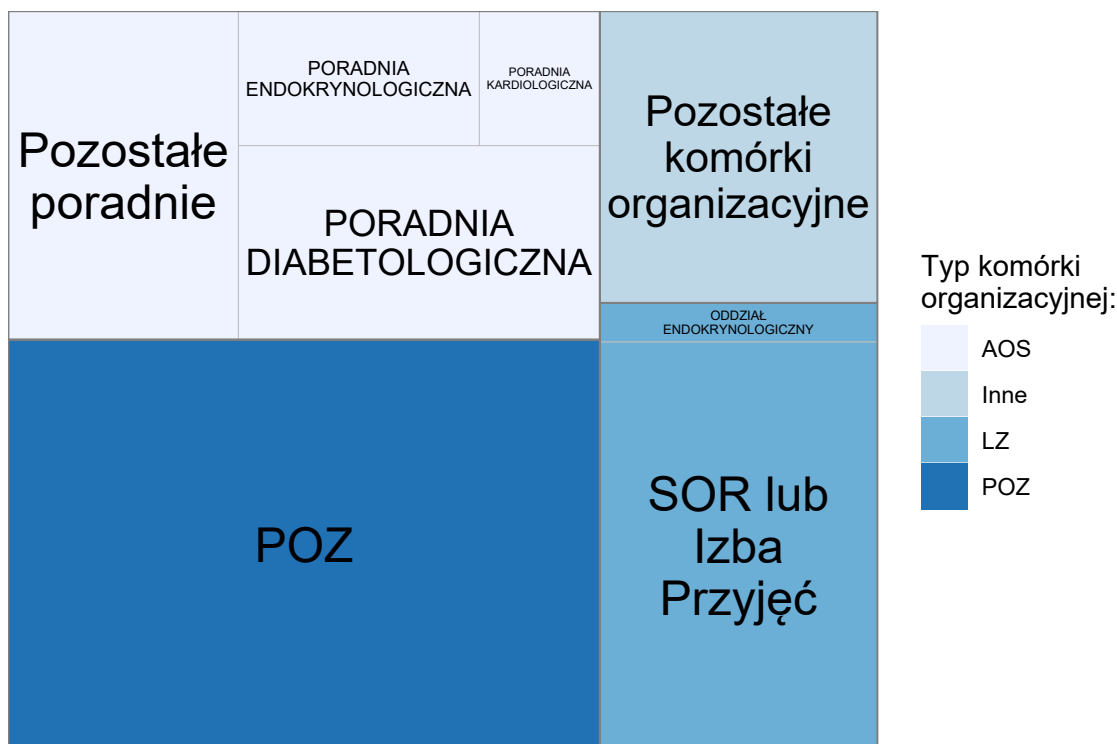 Pozostałe
poradnie
PORADNIA
ENDOKRYNOLOGICZNA
PORADNIA
KARDIOLOGICZNA
PORADNIA
DIABETOLOGICZNA
Pozostałe
komórki
organizacyjne
ODDZIAŁ
ENDOKRYNOLOGICZNY
POZ
SOR lub
Izba
Przyjęć
Typ komórki
organizacyjnej:
AOS
Inne
LZ
POZ